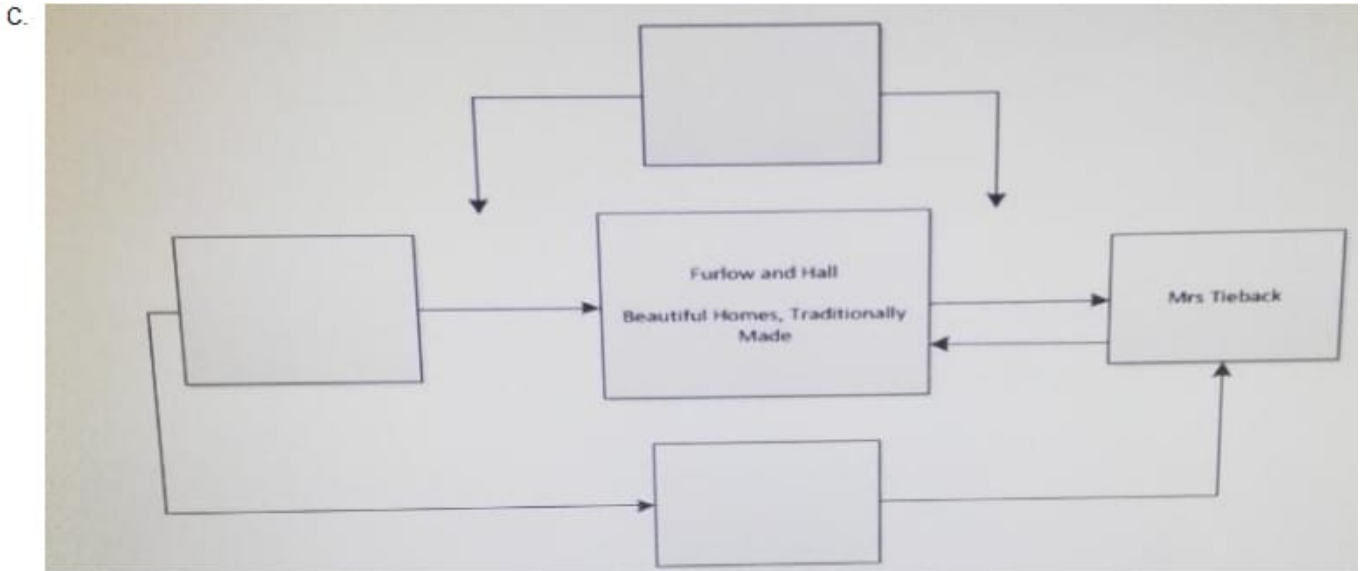 C.
Furlow and Hall
Beautiful Homes, Traditionally
Made
Mrs Tieback